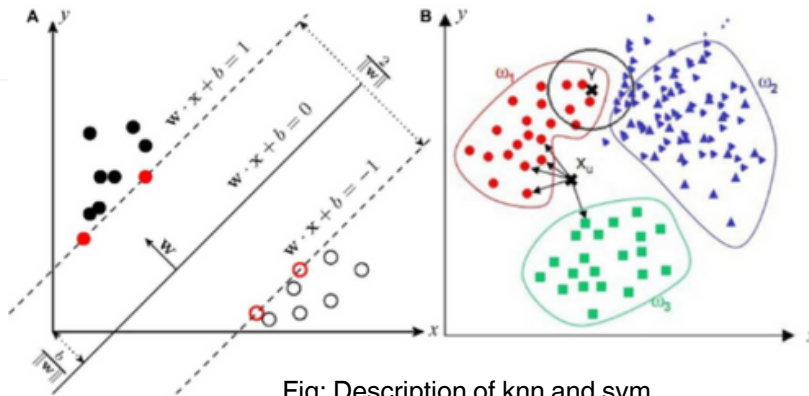 A
y
w · x + b = 1
2
||w||
w · x + b = 0
w · x + b = −1
w
x
b
||w||
B
y
ω1
Y
ω2
Xu
ω3
x
Fig: Description of knn and svm